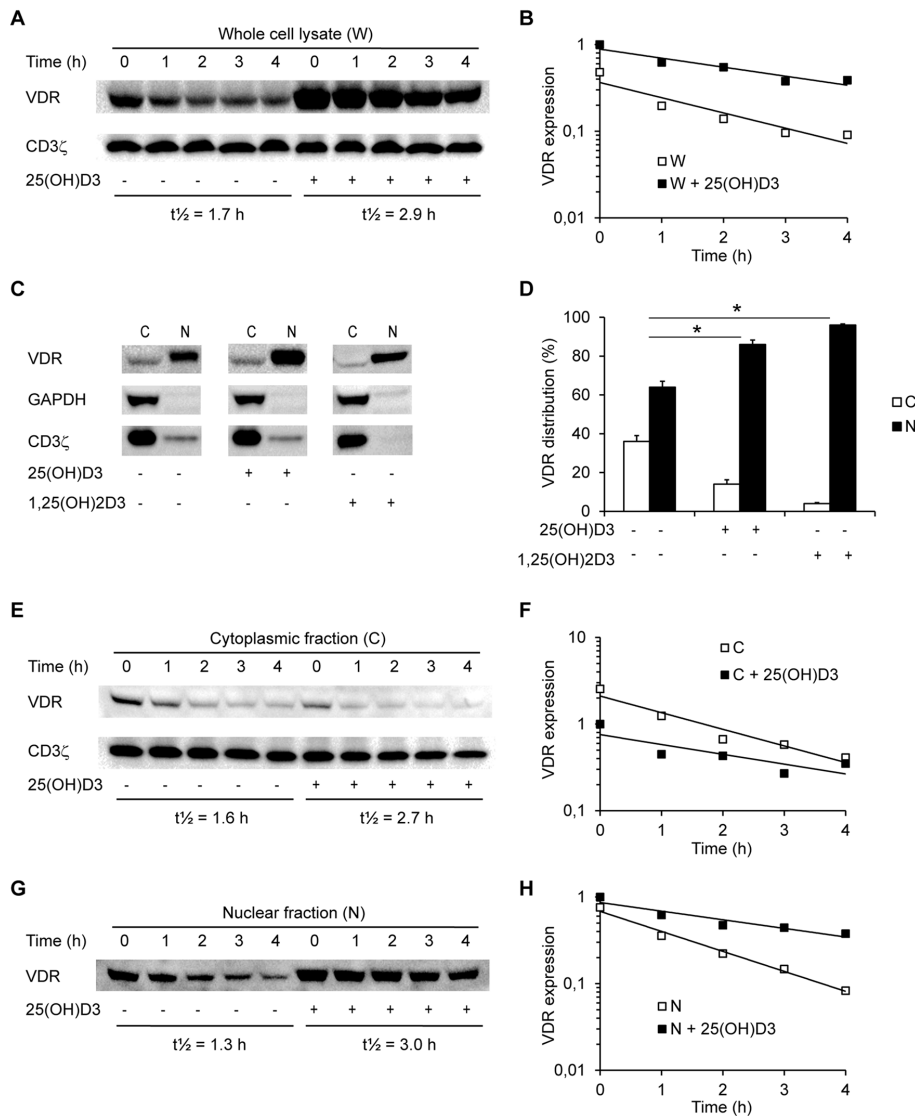 A
Whole cell lysate (W)
Time (h) 0 1 2 3 4 0 1 2 3 4
VDR
CD3ζ
25(OH)D3 - - - - - + + + + +
t½ = 1.7 h t½ = 2.9 h
B
VDR expression
1
0,1
0,01
W
W + 25(OH)D3
0 1 2 3 4
Time (h)
C
C N C N C N
VDR
GAPDH
CD3ζ
25(OH)D3 - - + + - -
1,25(OH)2D3 - - - - + +
D
VDR distribution (%)
100
80
60
40
20
0
* *
C
N
25(OH)D3 - - + + - -
1,25(OH)2D3 - - - - + +
E
Cytoplasmic fraction (C)
Time (h) 0 1 2 3 4 0 1 2 3 4
VDR
CD3ζ
25(OH)D3 - - - - - + + + + +
t½ = 1.6 h t½ = 2.7 h
F
VDR expression
10
1
0,1
C
C + 25(OH)D3
0 1 2 3 4
Time (h)
G
Nuclear fraction (N)
Time (h) 0 1 2 3 4 0 1 2 3 4
VDR
25(OH)D3 - - - - - + + + + +
t½ = 1.3 h t½ = 3.0 h
H
VDR expression
1
0,1
0,01
N
N + 25(OH)D3
0 1 2 3 4
Time (h)